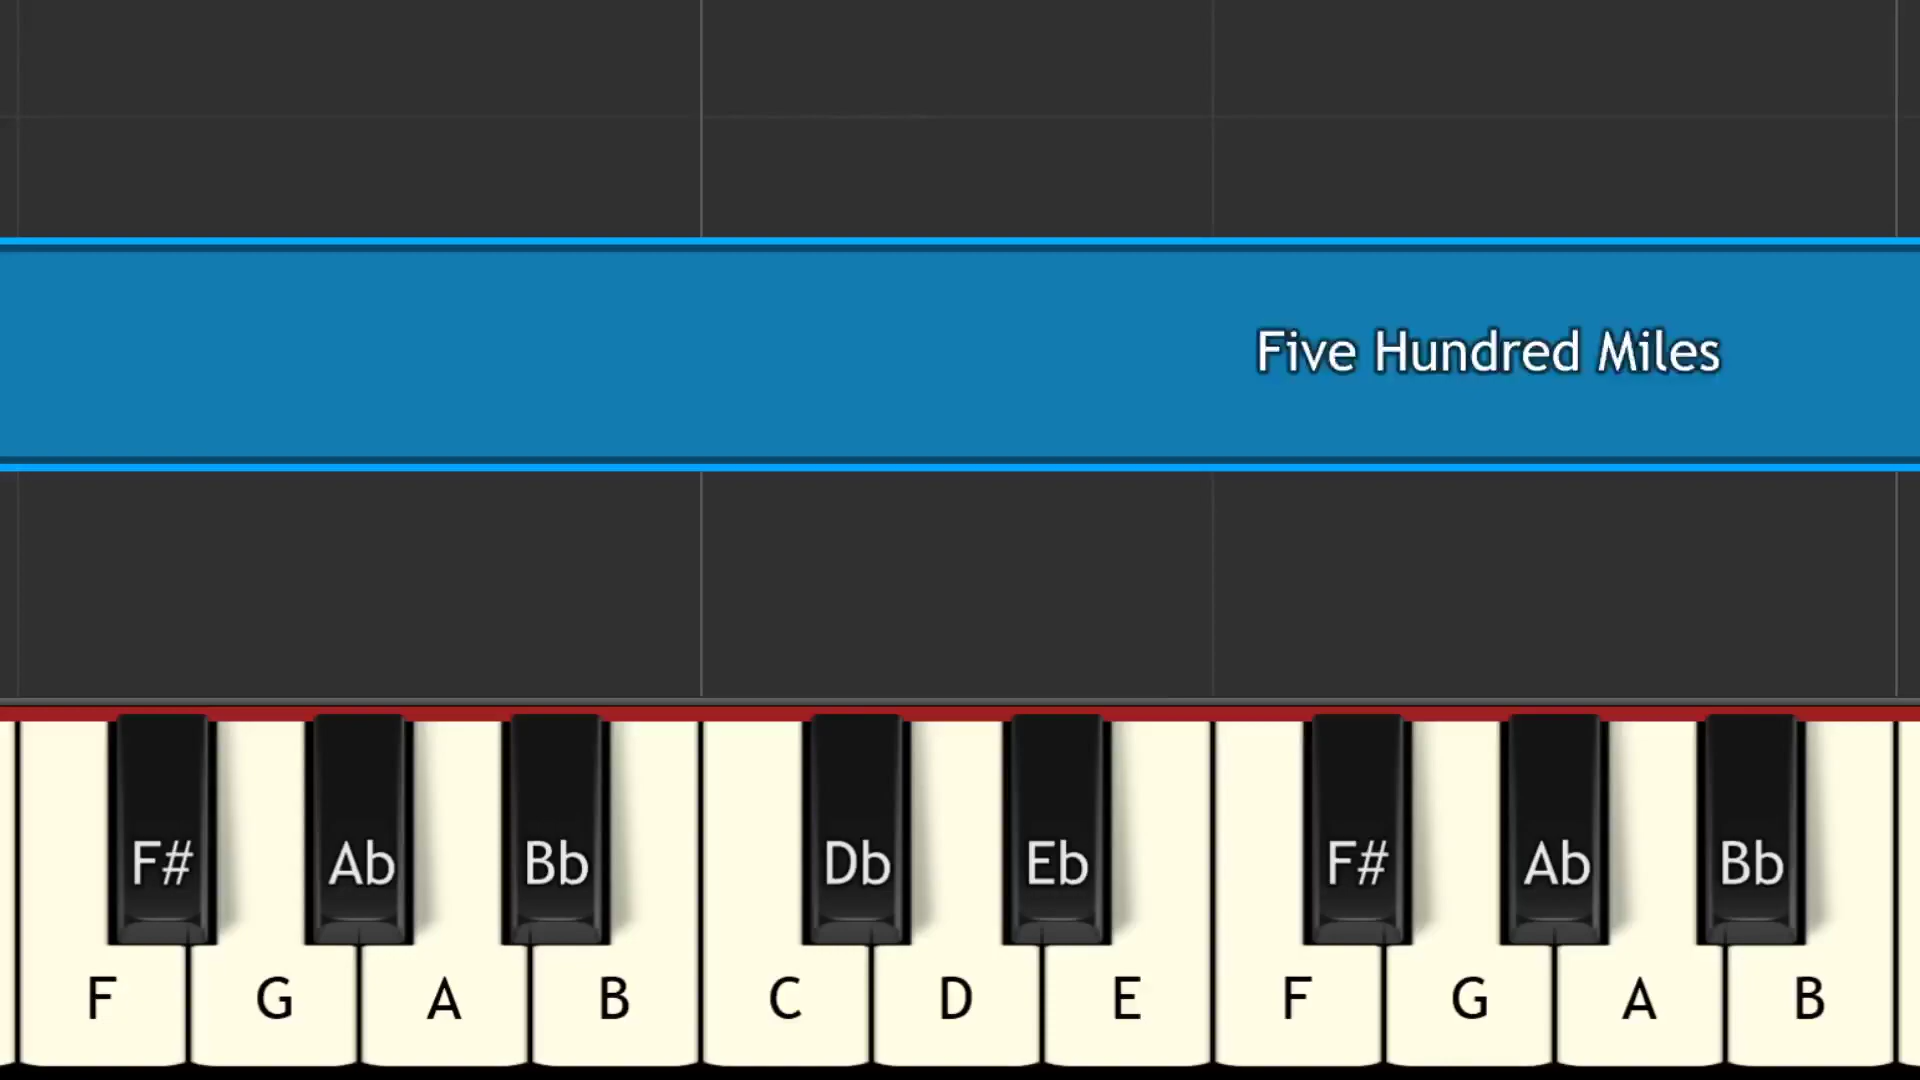 Five Hundred Miles
F# Ab Bb Db Eb F# Ab Bb
F G A B C D E F G A B